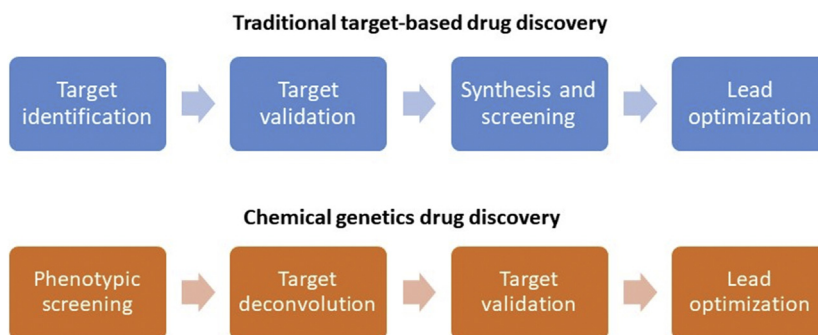 Traditional target-based drug discovery
Target
identification
Target
validation
Synthesis and
screening
Lead
optimization
Chemical genetics drug discovery
Phenotypic
screening
Target
deconvolution
Target
validation
Lead
optimization